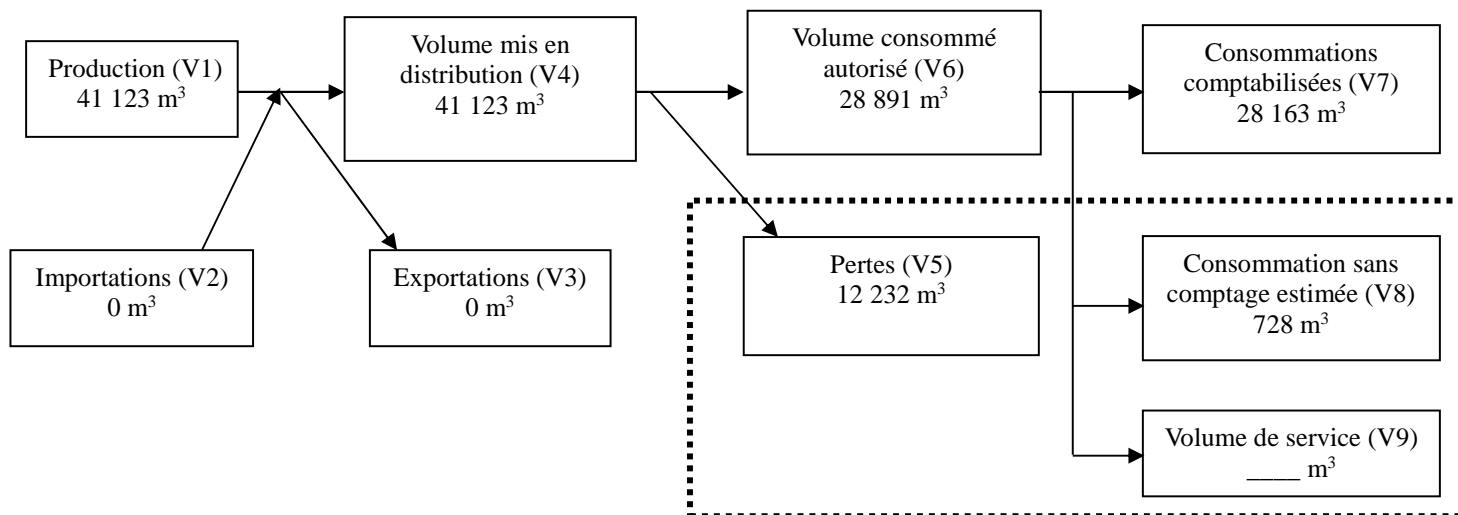 Production (V1)
41 123 m³
Volume mis en
distribution (V4)
41 123 m³
Volume consommé
autorisé (V6)
28 891 m³
Consommations
comptabilisées (V7)
28 163 m³
Importations (V2)
0 m³
Exportations (V3)
0 m³
Pertes (V5)
12 232 m³
Consommation sans
comptage estimée (V8)
728 m³
Volume de service (V9)
____ m³